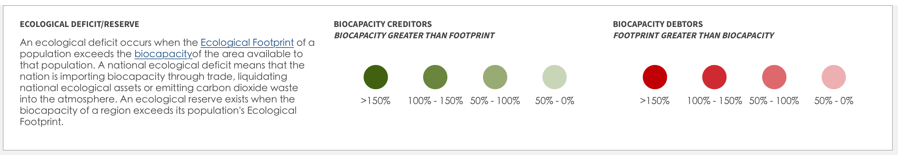 ECOLOGICAL DEFICIT/RESERVE
An ecological deficit occurs when the Ecological Footprint of a
population exceeds the biocapacityof the area available to
that population. A national ecological deficit means that the
nation is importing biocapacity through trade, liquidating
national ecological assets or emitting carbon dioxide waste
into the atmosphere. An ecological reserve exists when the
biocapacity of a region exceeds its population's Ecological
Footprint.
BIOCAPACITY CREDITORS
BIOCAPACITY GREATER THAN FOOTPRINT
>150% 100% - 150% 50% - 100% 50% - 0%
BIOCAPACITY DEBTORS
FOOTPRINT GREATER THAN BIOCAPACITY
>150% 100% - 150% 50% - 100% 50% - 0%